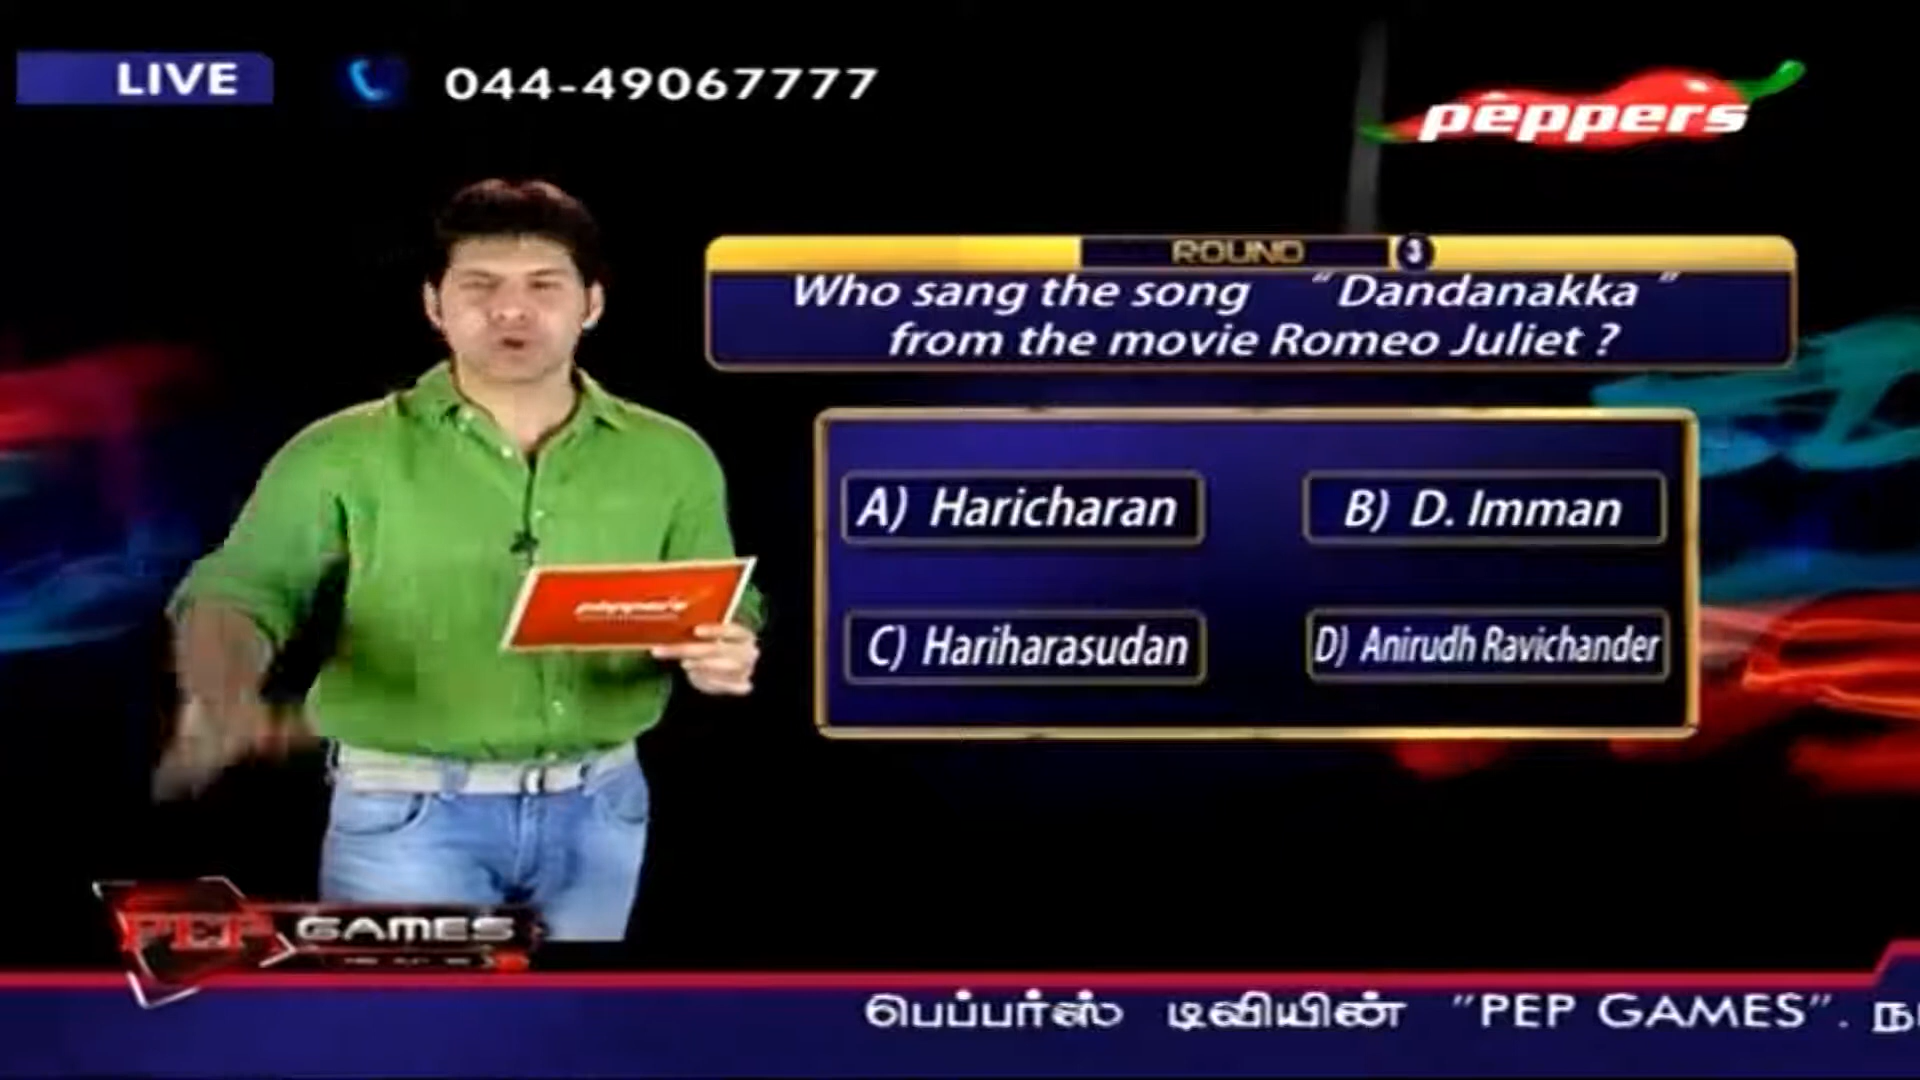 LIVE
044-49067777
peppers
ROUND 3
Who sang the song "Dandanakka"
from the movie Romeo Juliet ?
A) Haricharan
B) D. Imman
C) Hariharasudan
D) Anirudh Ravichander
peppers
PEP GAMES
பெப்பர்ஸ் டிவியின் "PEP GAMES".